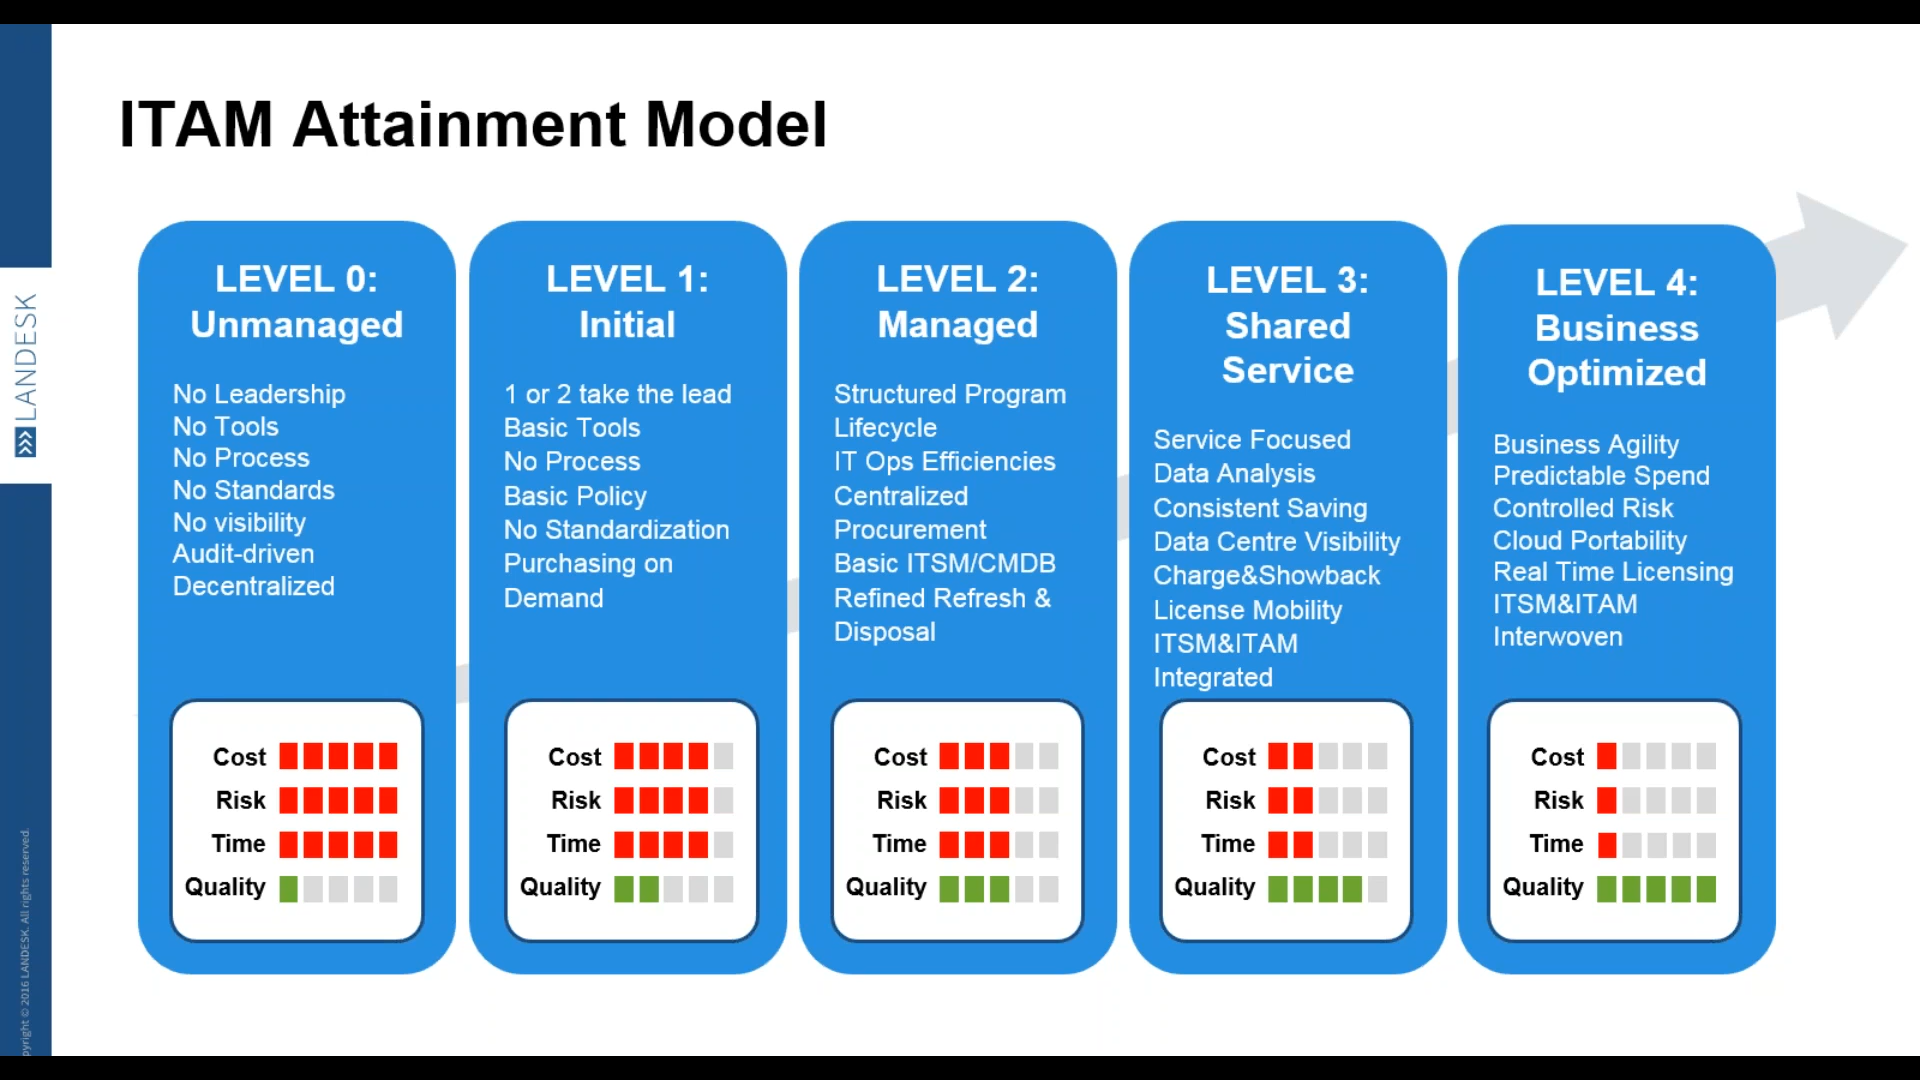 ITAM Attainment Model
LANDESK
pyright © 2016 LANDESK. All rights reserved.
LEVEL 0:
Unmanaged
No Leadership
No Tools
No Process
No Standards
No visibility
Audit-driven
Decentralized
Cost
Risk
Time
Quality
LEVEL 1:
Initial
1 or 2 take the lead
Basic Tools
No Process
Basic Policy
No Standardization
Purchasing on
Demand
Cost
Risk
Time
Quality
LEVEL 2:
Managed
Structured Program
Lifecycle
IT Ops Efficiencies
Centralized
Procurement
Basic ITSM/CMDB
Refined Refresh &
Disposal
Cost
Risk
Time
Quality
LEVEL 3:
Shared
Service
Service Focused
Data Analysis
Consistent Saving
Data Centre Visibility
Charge&Showback
License Mobility
ITSM&ITAM
Integrated
Cost
Risk
Time
Quality
LEVEL 4:
Business
Optimized
Business Agility
Predictable Spend
Controlled Risk
Cloud Portability
Real Time Licensing
ITSM&ITAM
Interwoven
Cost
Risk
Time
Quality